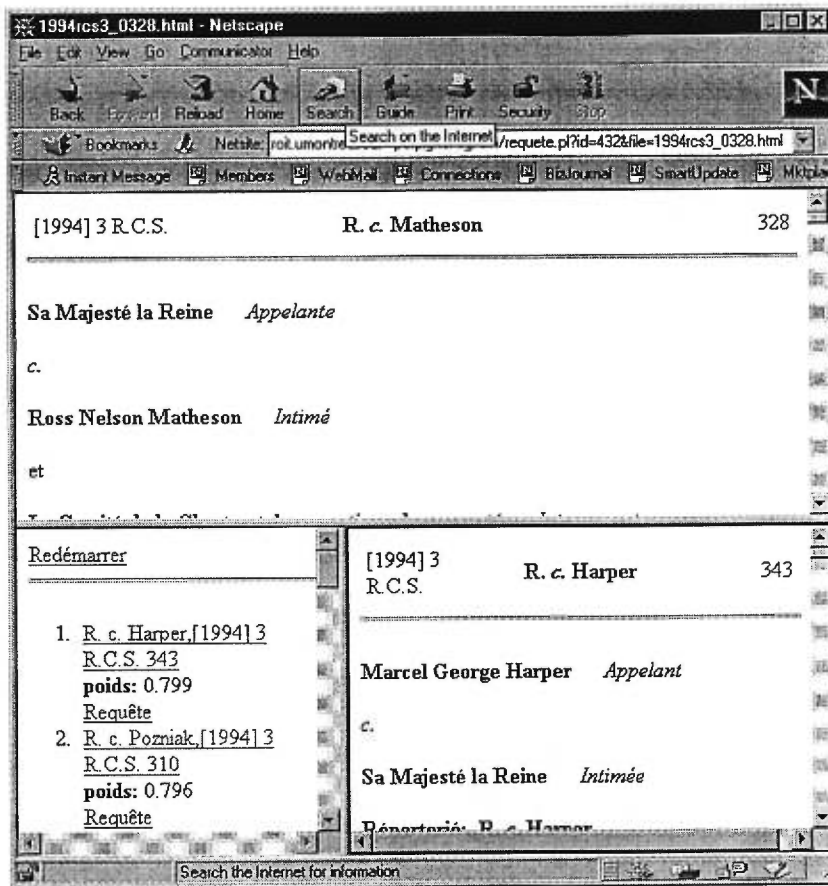 1994rcs3_0328.html - Netscape
File Edit View Go Communicator Help
Back Forward Reload Home Search Guide Print Security Stop
N
Bookmarks Netsite: roit.umontre /requete.pl?id=432&file=1994rcs3_0328.html
Search on the Internet
Instant Message Members WebMail Connections BizJournal SmartUpdate Mktplac
[1994] 3 R.C.S. R. c. Matheson 328
Sa Majesté la Reine Appelante
c.
Ross Nelson Matheson Intimé
et
Redémarrer
1. R. c. Harper,[1994] 3
R.C.S. 343
poids: 0.799
Requête
2. R. c. Pozniak,[1994] 3
R.C.S. 310
poids: 0.796
Requête
[1994] 3
R.C.S. R. c. Harper 343
Marcel George Harper Appelant
c.
Sa Majesté la Reine Intimée
Répertorié: R. c. Harper
Search the Internet for information